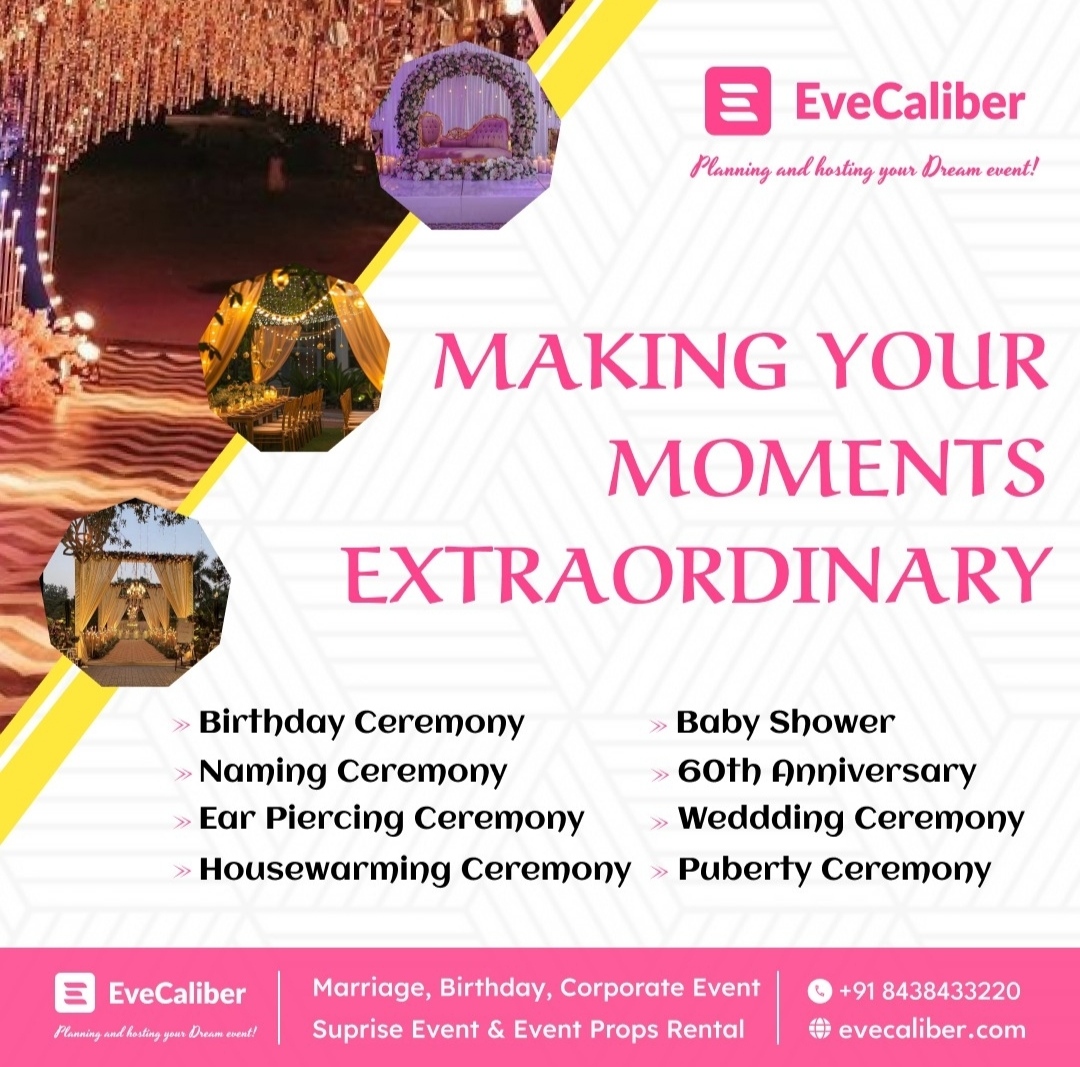 EveCaliber
Planning and hosting your Dream event!
MAKING YOUR
MOMENTS
EXTRAORDINARY
» Birthday Ceremony
» Naming Ceremony
» Ear Piercing Ceremony
» Housewarming Ceremony
» Baby Shower
» 60th Anniversary
» Weddding Ceremony
» Puberty Ceremony
EveCaliber
Planning and hosting your Dream event!
Marriage, Birthday, Corporate Event
Suprise Event & Event Props Rental
+91 8438433220
evecaliber.com